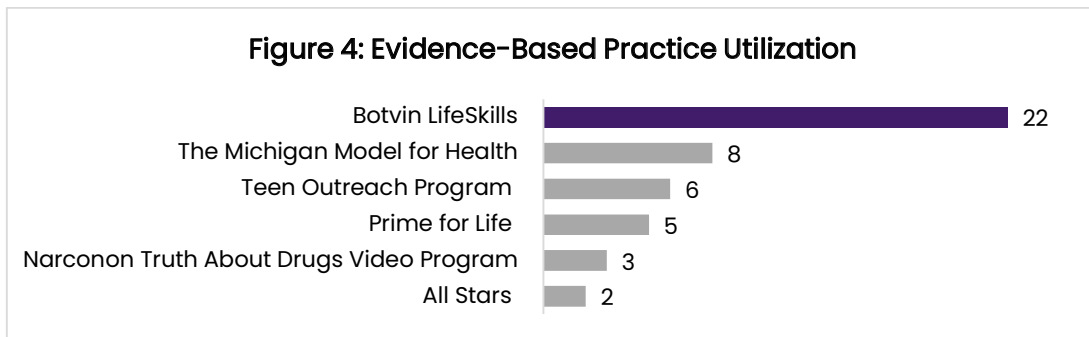 Figure 4: Evidence-Based Practice Utilization
Botvin LifeSkills 22
The Michigan Model for Health 8
Teen Outreach Program 6
Prime for Life 5
Narconon Truth About Drugs Video Program 3
All Stars 2